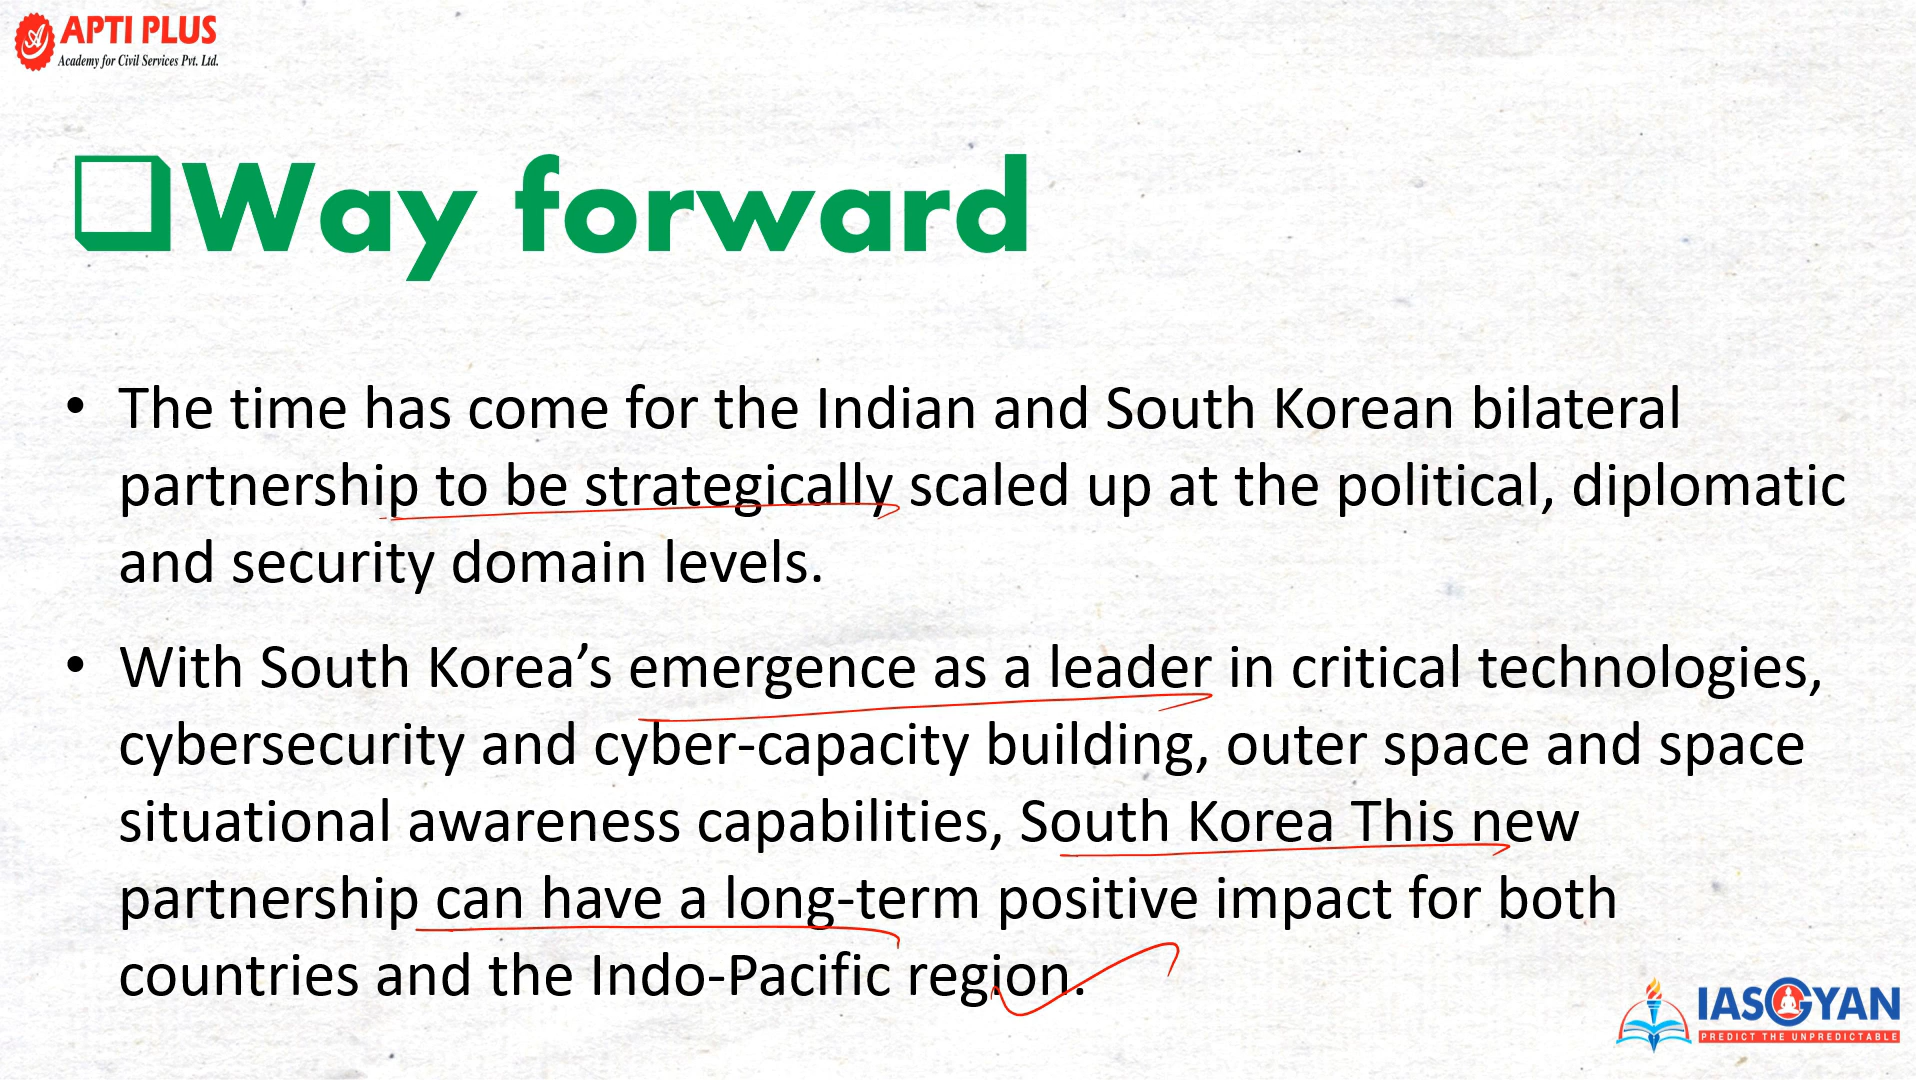 APTI PLUS
Academy for Civil Services Pvt. Ltd.
❑Way forward
• The time has come for the Indian and South Korean bilateral
partnership to be strategically scaled up at the political, diplomatic
and security domain levels.
• With South Korea’s emergence as a leader in critical technologies,
cybersecurity and cyber-capacity building, outer space and space
situational awareness capabilities, South Korea This new
partnership can have a long-term positive impact for both
countries and the Indo-Pacific region.
IASGYAN
PREDICT THE UNPREDICTABLE